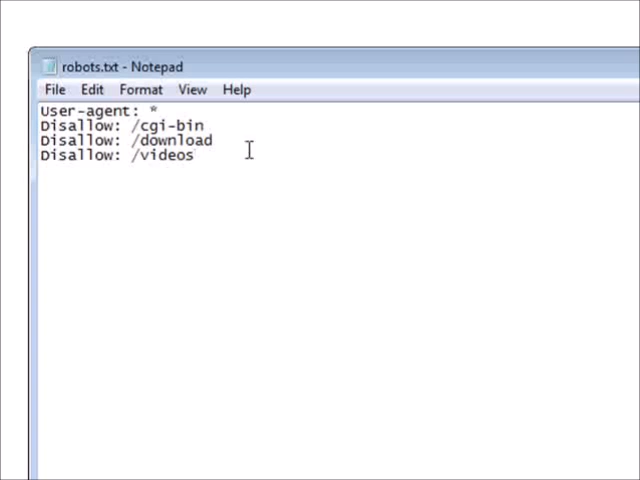 robots.txt - Notepad
File Edit Format View Help
User-agent: *
Disallow: /cgi-bin
Disallow: /download
Disallow: /videos